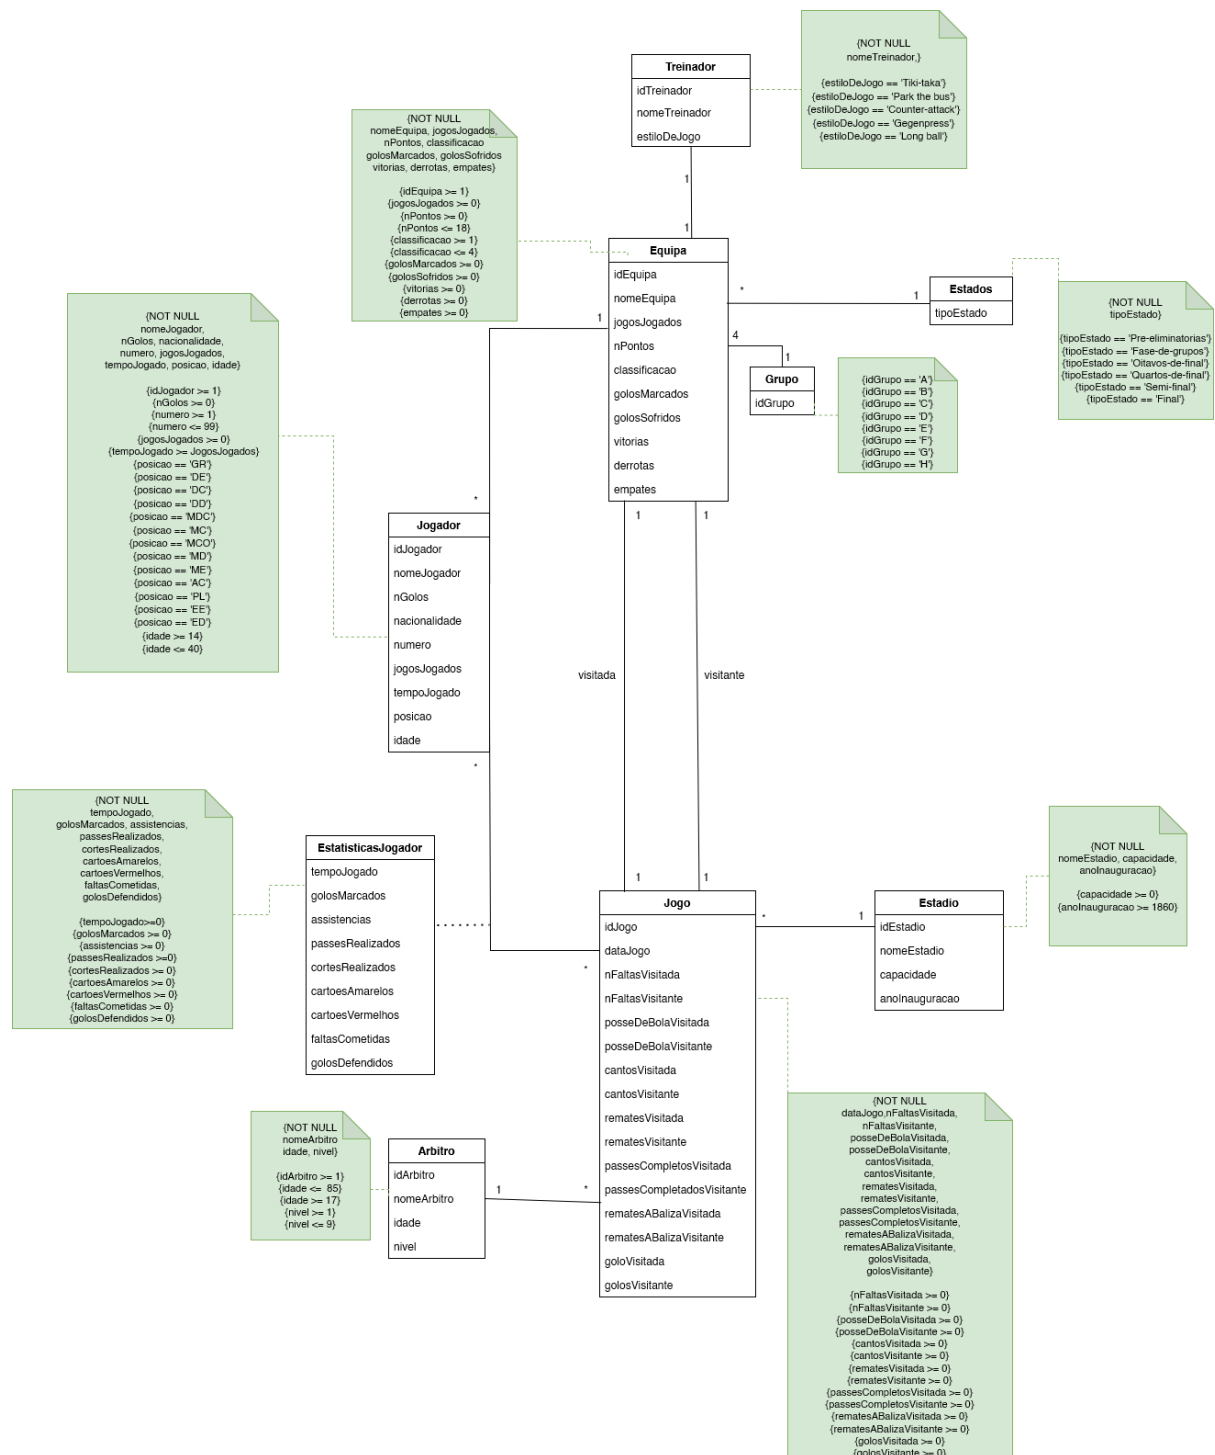 {NOT NULL
nomeTreinador,}
{estiloDeJogo == 'Tiki-taka'}
{estiloDeJogo == 'Park the bus'}
{estiloDeJogo == 'Counter-attack'}
{estiloDeJogo == 'Gegenpress'}
{estiloDeJogo == 'Long ball'}
Treinador
idTreinador
nomeTreinador
estiloDeJogo
1
1
{NOT NULL
nomeEquipa, jogosJogados,
nPontos, classificacao
golosMarcados, golosSofridos
vitorias, derrotas, empates}
{idEquipa >= 1}
{jogosJogados >= 0}
{nPontos >= 0}
{nPontos <= 18}
{classificacao >= 1}
{classificacao <= 4}
{golosMarcados >= 0}
{golosSofridos >= 0}
{vitorias >= 0}
{derrotas >= 0}
{empates >= 0}
Equipa
idEquipa
nomeEquipa
jogosJogados
nPontos
classificacao
golosMarcados
golosSofridos
vitorias
derrotas
empates
*
1
Estados
tipoEstado
{NOT NULL
tipoEstado}
{tipoEstado == 'Pre-eliminatorias'}
{tipoEstado == 'Fase-de-grupos'}
{tipoEstado == 'Oitavos-de-final'}
{tipoEstado == 'Quartos-de-final'}
{tipoEstado == 'Semi-final'}
{tipoEstado == 'Final'}
4
1
Grupo
idGrupo
{idGrupo == 'A'}
{idGrupo == 'B'}
{idGrupo == 'C'}
{idGrupo == 'D'}
{idGrupo == 'E'}
{idGrupo == 'F'}
{idGrupo == 'G'}
{idGrupo == 'H'}
{NOT NULL
nomeJogador,
nGolos, nacionalidade,
numero, jogosJogados,
tempoJogado, posicao, idade}
{idJogador >= 1}
{nGolos >= 0}
{numero >= 1}
{numero <= 99}
{jogosJogados >= 0}
{tempoJogado >= JogosJogados}
{posicao == 'GR'}
{posicao == 'DE'}
{posicao == 'DC'}
{posicao == 'DD'}
{posicao == 'MDC'}
{posicao == 'MC'}
{posicao == 'MCO'}
{posicao == 'MD'}
{posicao == 'ME'}
{posicao == 'AC'}
{posicao == 'PL'}
{posicao == 'EE'}
{posicao == 'ED'}
{idade >= 14}
{idade <= 40}
1
*
Jogador
idJogador
nomeJogador
nGolos
nacionalidade
numero
jogosJogados
tempoJogado
posicao
idade
*
1
1
visitada
visitante
1
1
{NOT NULL
tempoJogado,
golosMarcados, assistencias,
passesRealizados,
cortesRealizados,
cartoesAmarelos,
cartoesVermelhos,
faltasCometidas,
golosDefendidos}
{tempoJogado>=0}
{golosMarcados >= 0}
{assistencias >= 0}
{passesRealizados >=0}
{cortesRealizados >= 0}
{cartoesAmarelos >= 0}
{cartoesVermelhos >= 0}
{faltasCometidas >= 0}
{golosDefendidos >= 0}
EstatisticasJogador
tempoJogado
golosMarcados
assistencias
passesRealizados
cortesRealizados
cartoesAmarelos
cartoesVermelhos
faltasCometidas
golosDefendidos
*
Jogo
idJogo
dataJogo
nFaltasVisitada
nFaltasVisitante
posseDeBolaVisitada
posseDeBolaVisitante
cantosVisitada
cantosVisitante
rematesVisitada
rematesVisitante
passesCompletosVisitada
passesCompletadosVisitante
rematesABalizaVisitada
rematesABalizaVisitante
goloVisitada
golosVisitante
*
1
Estadio
idEstadio
nomeEstadio
capacidade
anoInauguracao
{NOT NULL
nomeEstadio, capacidade,
anoInauguracao}
{capacidade >= 0}
{anoInauguracao >= 1860}
{NOT NULL
nomeArbitro
idade, nivel}
{idArbitro >= 1}
{idade <= 85}
{idade >= 17}
{nivel >= 1}
{nivel <= 9}
Arbitro
idArbitro
nomeArbitro
idade
nivel
1
*
{NOT NULL
dataJogo,nFaltasVisitada,
nFaltasVisitante,
posseDeBolaVisitada,
posseDeBolaVisitante,
cantosVisitada,
cantosVisitante,
rematesVisitada,
rematesVisitante,
passesCompletosVisitada,
passesCompletosVisitante,
rematesABalizaVisitada,
rematesABalizaVisitante,
golosVisitada,
golosVisitante}
{nFaltasVisitada >= 0}
{nFaltasVisitante >= 0}
{posseDeBolaVisitada >= 0}
{posseDeBolaVisitante >= 0}
{cantosVisitada >= 0}
{cantosVisitante >= 0}
{rematesVisitada >= 0}
{rematesVisitante >= 0}
{passesCompletosVisitada >= 0}
{passesCompletosVisitante >= 0}
{rematesABalizaVisitada >= 0}
{rematesABalizaVisitante >= 0}
{golosVisitada >= 0}
{golosVisitante >= 0}